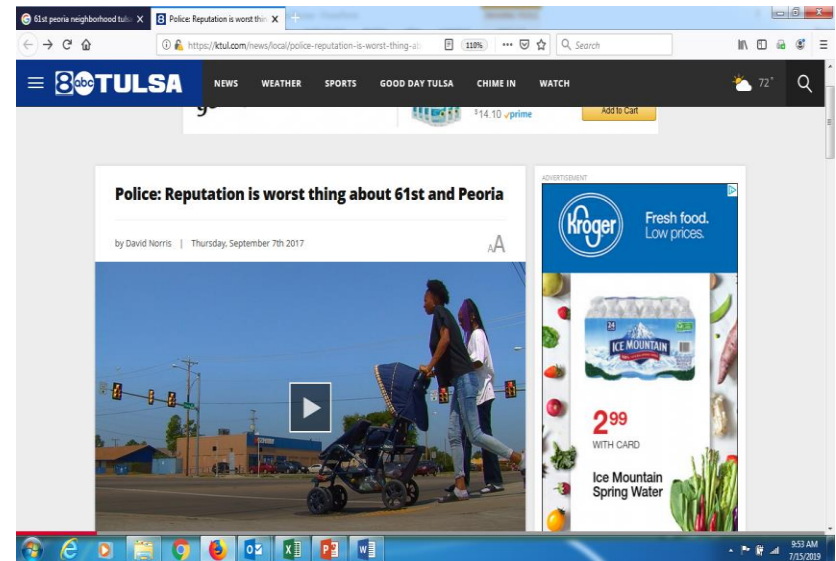 61st peoria neighborhood tulsa
Police: Reputation is worst thin
https://ktul.com/news/local/police-reputation-is-worst-thing-a
110%
Search
8 abc TULSA
NEWS WEATHER SPORTS GOOD DAY TULSA CHIME IN WATCH
72°
$14.10 prime
Add to Cart
Police: Reputation is worst thing about 61st and Peoria
by David Norris | Thursday, September 7th 2017
AA
ADVERTISEMENT
Kroger
Fresh food.
Low prices.
24
ICE MOUNTAIN
2.99
WITH CARD
Ice Mountain
Spring Water
9:53 AM
7/15/2019